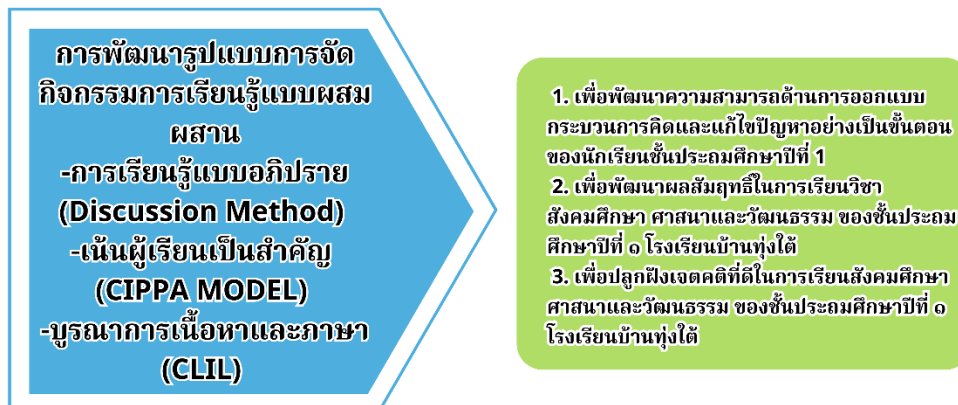 การพัฒนารูปแบบการจัด
กิจกรรมการเรียนรู้แบบผสม
ผสาน
-การเรียนรู้แบบอภิปราย
(Discussion Method)
-เน้นผู้เรียนเป็นสำคัญ
(CIPPA MODEL)
-บูรณาการเนื้อหาและภาษา
(CLIL)
1. เพื่อพัฒนาความสามารถด้านการออกแบบ
กระบวนการคิดและแก้ไขปัญหาอย่างเป็นขั้นตอน
ของนักเรียนชั้นประถมศึกษาปีที่ 1
2. เพื่อพัฒนาผลสัมฤทธิ์ในการเรียนวิชา
สังคมศึกษา ศาสนาและวัฒนธรรม ของชั้นประถม
ศึกษาปีที่ ๑ โรงเรียนบ้านทุ่งใต้
3. เพื่อปลูกฝังเจตคติที่ดีในการเรียนสังคมศึกษา
ศาสนาและวัฒนธรรม ของชั้นประถมศึกษาปีที่ ๑
โรงเรียนบ้านทุ่งใต้